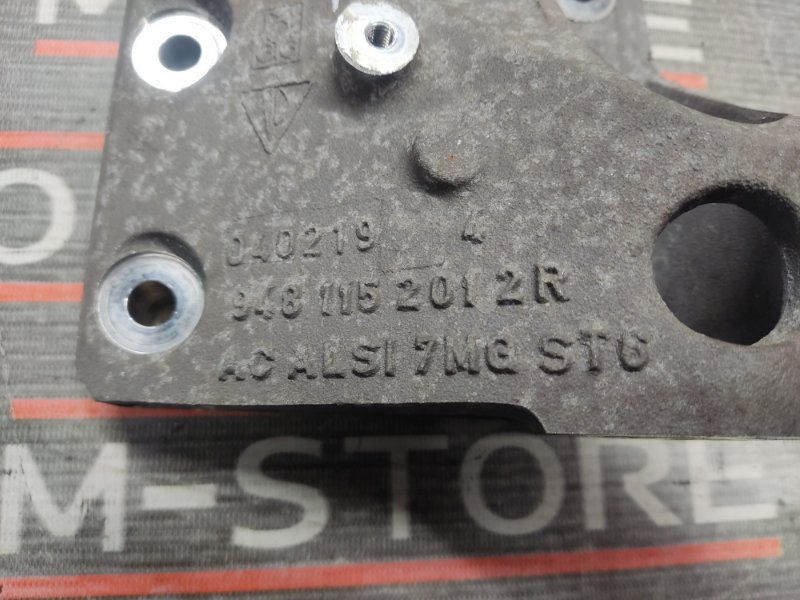 040219 4
948 115 201 2R
AC ALSI 7MG ST6
M-STORE